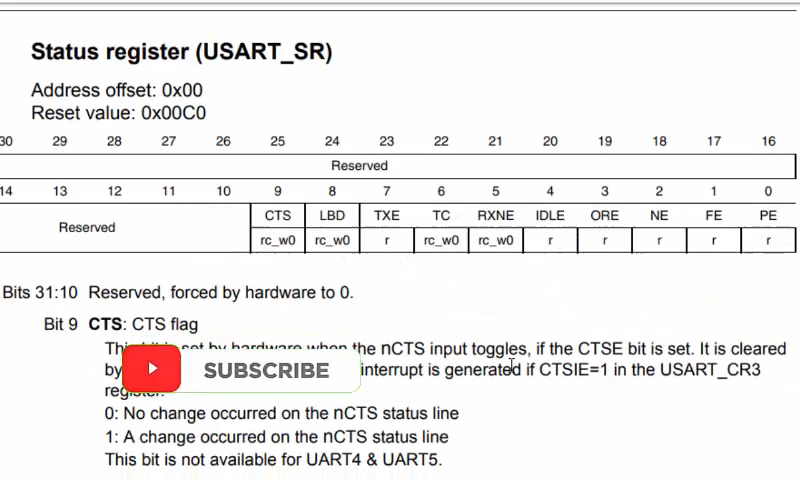 Status register (USART_SR)
Address offset: 0x00
Reset value: 0x00C0
30 29 28 27 26 25 24 23 22 21 20 19 18 17 16
Reserved
14 13 12 11 10 9 8 7 6 5 4 3 2 1 0
Reserved CTS LBD TXE TC RXNE IDLE ORE NE FE PE
rc_w0 rc_w0 r rc_w0 rc_w0 r r r r r
Bits 31:10 Reserved, forced by hardware to 0.
Bit 9 CTS: CTS flag
This bit is set by hardware when the nCTS input toggles, if the CTSE bit is set. It is cleared
by interrupt is generated if CTSIE=1 in the USART_CR3
register.
SUBSCRIBE
0: No change occurred on the nCTS status line
1: A change occurred on the nCTS status line
This bit is not available for UART4 & UART5.